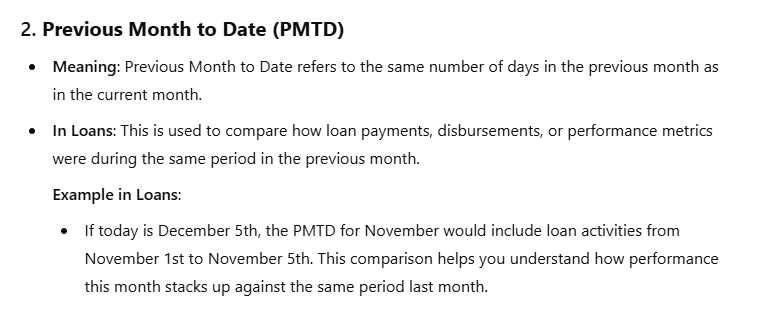 2. Previous Month to Date (PMTD)
• Meaning: Previous Month to Date refers to the same number of days in the previous month as
in the current month.
• In Loans: This is used to compare how loan payments, disbursements, or performance metrics
were during the same period in the previous month.
Example in Loans:
• If today is December 5th, the PMTD for November would include loan activities from
November 1st to November 5th. This comparison helps you understand how performance
this month stacks up against the same period last month.